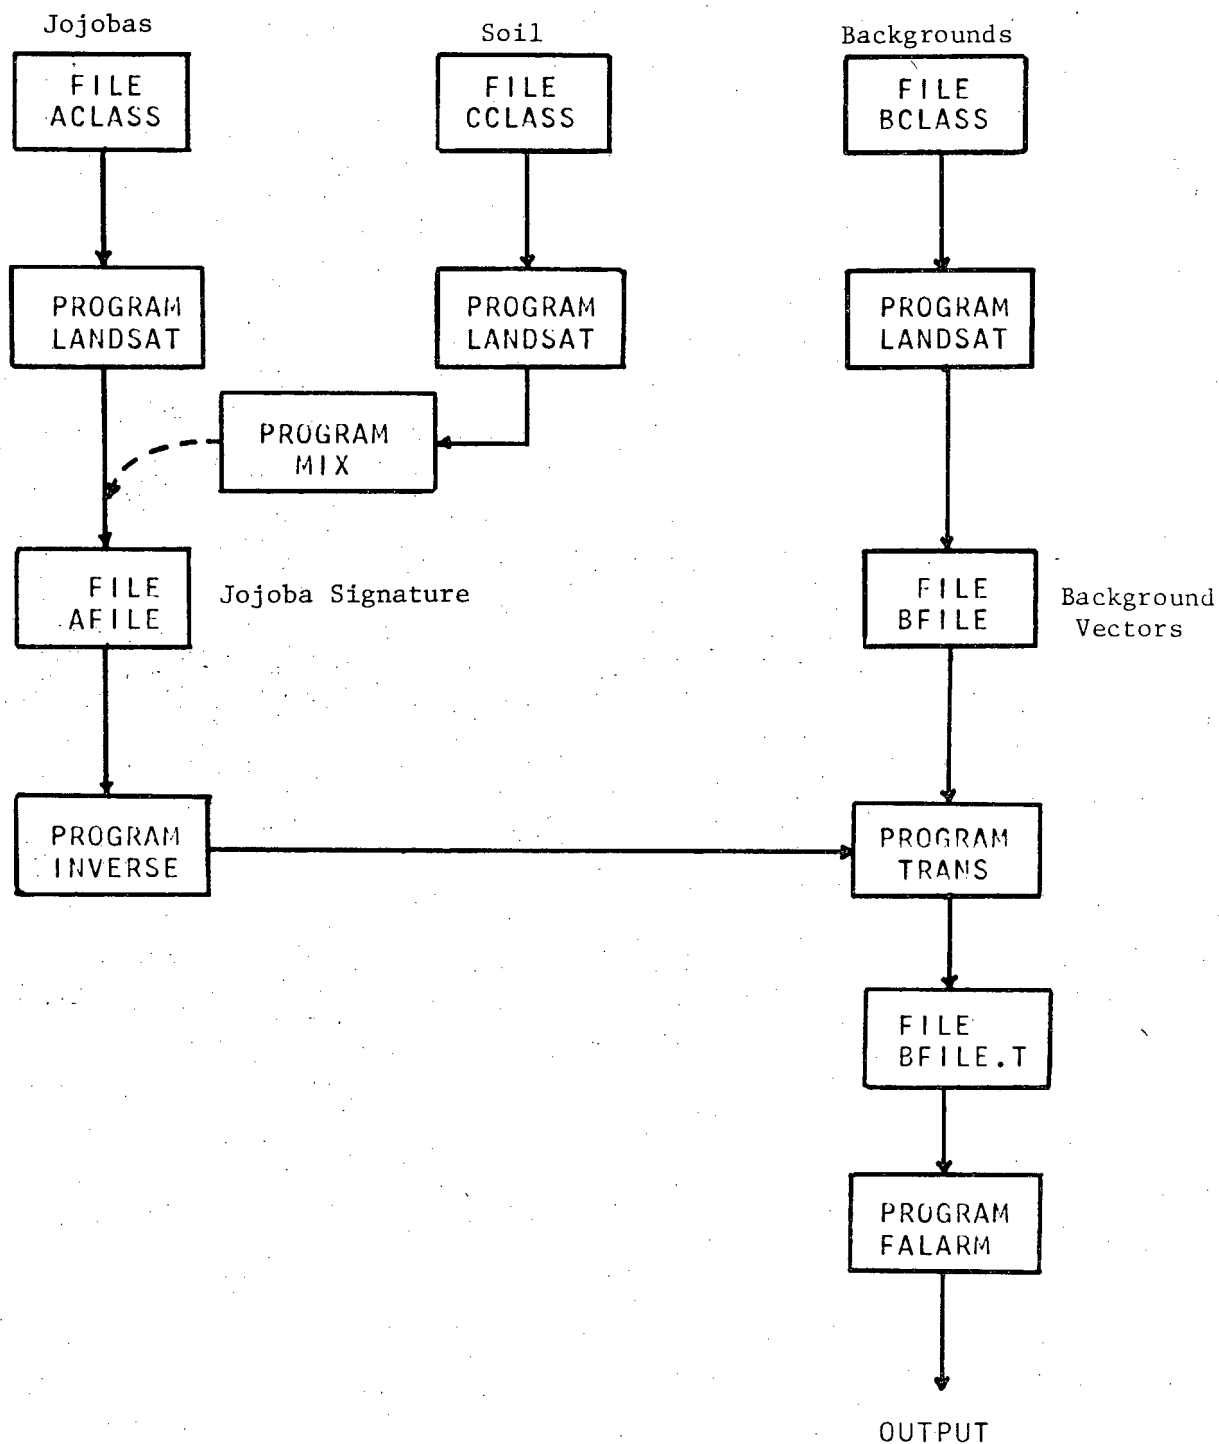 Jojobas
Soil
Backgrounds
FILE
ACLASS
FILE
CCLASS
FILE
BCLASS
PROGRAM
LANDSAT
PROGRAM
LANDSAT
PROGRAM
LANDSAT
PROGRAM
MIX
FILE
AFILE
Jojoba Signature
FILE
BFILE
Background
Vectors
PROGRAM
INVERSE
PROGRAM
TRANS
FILE
BFILE.T
PROGRAM
FALARM
OUTPUT